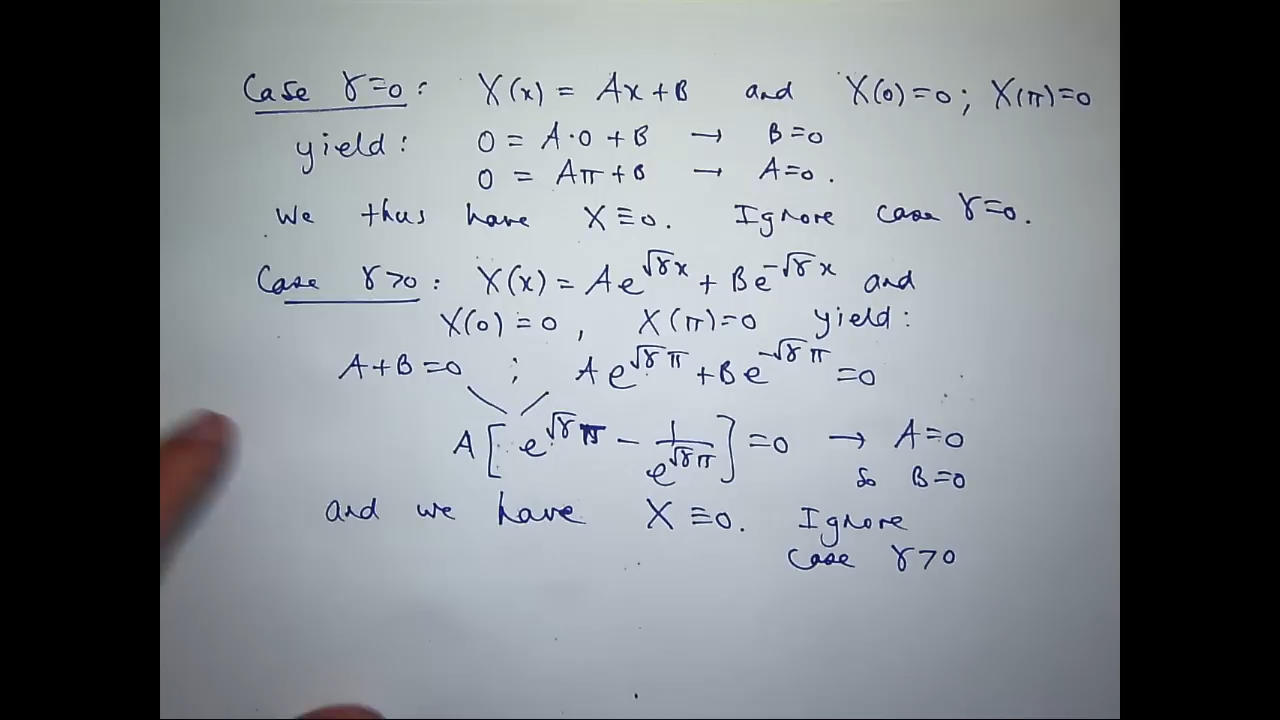 Case γ=0: X(x) = Ax + B and X(0)=0; X(π)=0
yield: 0 = A·0 + B → B=0
0 = Aπ + B → A=0.
We thus have X≡0. Ignore case γ=0.
Case γ>0: X(x) = Ae^{√γx} + Be^{-√γx} and
X(0)=0, X(π)=0 yield:
A+B=0 ; Ae^{√γπ} + Be^{-√γπ} = 0
A[e^{√γπ} - 1/e^{√γπ}] = 0 → A=0
so B=0
and we have X≡0. Ignore
case γ>0